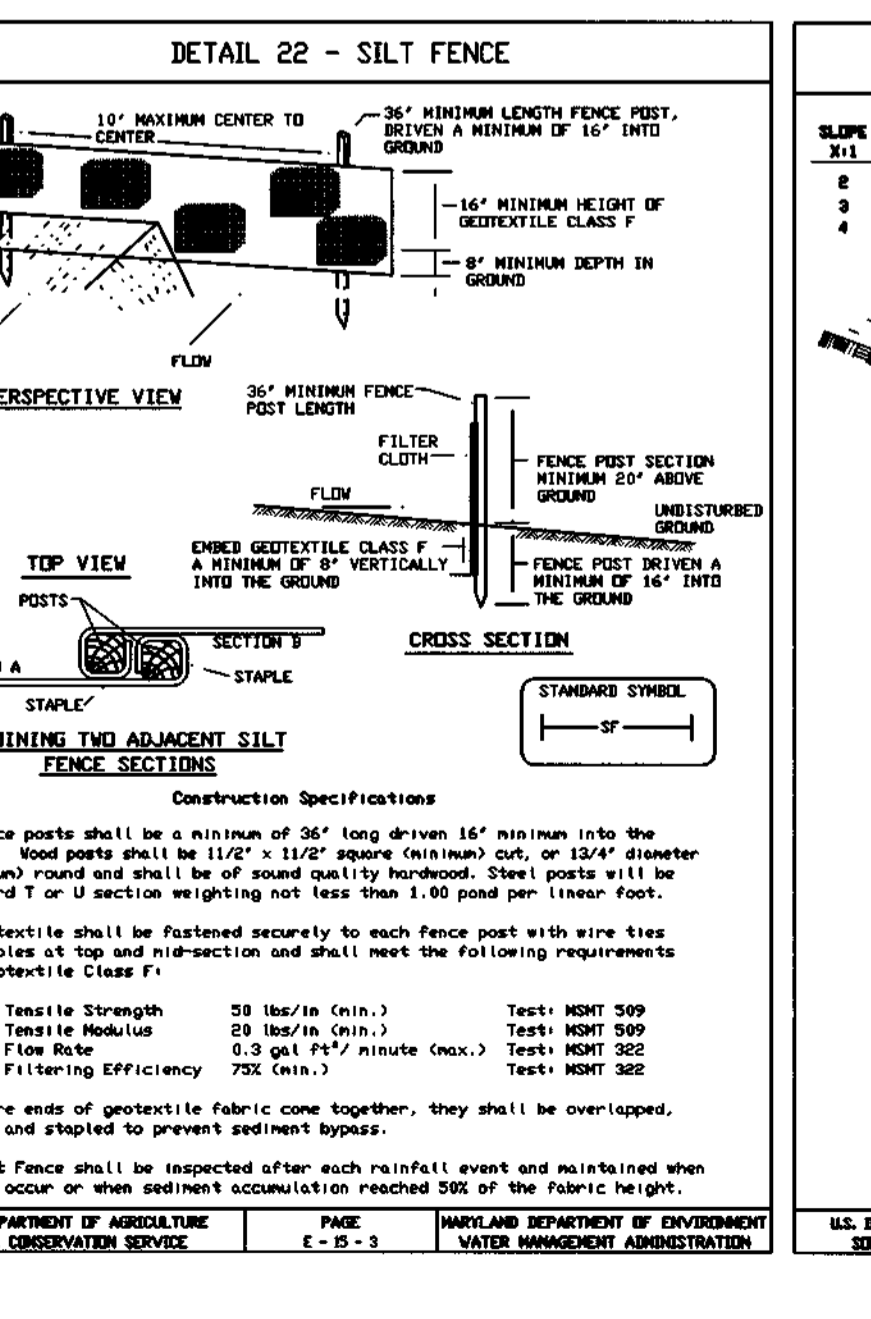 DETAIL 22 - SILT FENCE
10' MAXIMUM CENTER TO
CENTER
36" MINIMUM LENGTH FENCE POST,
DRIVEN A MINIMUM OF 16" INTO
GROUND
16" MINIMUM HEIGHT OF
GEOTEXTILE CLASS F
8" MINIMUM DEPTH IN
GROUND
FLOW
ERSPECTIVE VIEW
36" MINIMUM FENCE
POST LENGTH
FILTER
CLOTH
FENCE POST SECTION
MINIMUM 20" ABOVE
GROUND
FLOW
UNDISTURBED
GROUND
EMBED GEOTEXTILE CLASS F
A MINIMUM OF 8" VERTICALLY
INTO THE GROUND
FENCE POST DRIVEN A
MINIMUM OF 16" INTO
THE GROUND
CROSS SECTION
TOP VIEW
POSTS
SECTION B
A
STAPLE
STAPLE
INING TWO ADJACENT SILT
FENCE SECTIONS
STANDARD SYMBOL
SF
Construction Specifications
ce posts shall be a minimum of 36" long driven 16" minimum into the
Wood posts shall be 11/2" x 11/2" square (minimum) cut, or 13/4" diameter
um) round and shall be of sound quality hardwood. Steel posts will be
rd T or U section weighting not less than 1.00 pond per linear foot.
textile shall be fastened securely to each fence post with wire ties
ples at top and mid-section and shall meet the following requirements
otextile Class F:
Tensile Strength 50 lbs/in (min.) Test: MSMT 509
Tensile Modulus 20 lbs/in (min.) Test: MSMT 509
Flow Rate 0.3 gal ft²/ minute (max.) Test: MSMT 322
Filtering Efficiency 75% (min.) Test: MSMT 322
re ends of geotextile fabric come together, they shall be overlapped,
and stapled to prevent sediment bypass.
t Fence shall be inspected after each rainfall event and maintained when
occur or when sediment accumulation reached 50% of the fabric height.
PARTMENT OF AGRICULTURE
CONSERVATION SERVICE
PAGE
E - 15 - 3
MARYLAND DEPARTMENT OF ENVIRONMENT
WATER MANAGEMENT ADMINISTRATION
SLOPE
X:1
2
3
4
U.S.